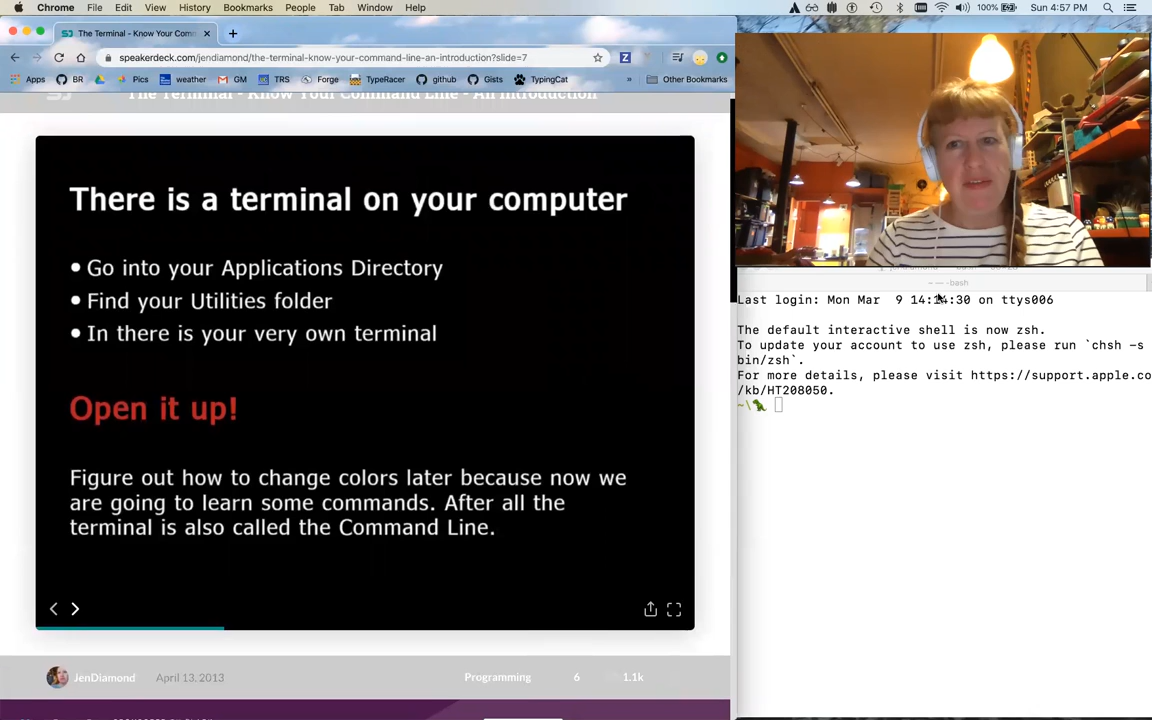 Chrome File Edit View History Bookmarks People Tab Window Help
100% Sun 4:57 PM
The Terminal - Know Your Com
speakerdeck.com/jendiamond/the-terminal-know-your-command-line-an-introduction?slide=7
Apps BR Pics weather GM TRS Forge TypeRacer github Gists TypingCat » Other Bookmarks
The Terminal - Know Your Command Line - An Introduction
There is a terminal on your computer
• Go into your Applications Directory
• Find your Utilities folder
• In there is your very own terminal
Open it up!
Figure out how to change colors later because now we
are going to learn some commands. After all the
terminal is also called the Command Line.
JenDiamond April 13, 2013 Programming 6 1.1k
~ — -bash
Last login: Mon Mar 9 14:14:30 on ttys006
The default interactive shell is now zsh.
To update your account to use zsh, please run `chsh -s
bin/zsh`.
For more details, please visit https://support.apple.co
/kb/HT208050.
~\